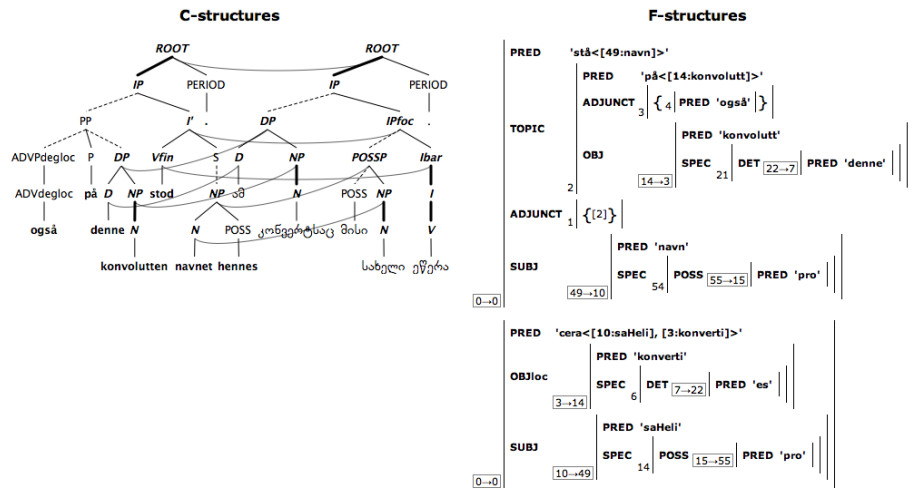 C-structures
ROOT ROOT
IP PERIOD IP PERIOD
PP I' . DP IPfoc .
ADVPdegloc P DP Vfin S D NP POSSP Ibar
ADVdegloc på D NP stod NP ამ N POSS NP I
også denne N N POSS კონვერტსაც მისი N V
konvolutten navnet hennes სახელი ეწერა
F-structures
PRED 'stå<[49:navn]>'
PRED 'på<[14:konvolutt]>'
ADJUNCT 3 { 4 PRED 'også' }
TOPIC
PRED 'konvolutt'
OBJ
SPEC 21 DET 22→7 PRED 'denne'
2 14→3
ADJUNCT 1 {[2]}
PRED 'navn'
SUBJ
SPEC 54 POSS 55→15 PRED 'pro'
0→0 49→10
PRED 'cera<[10:saHeli], [3:konverti]>'
PRED 'konverti'
OBJloc
SPEC 6 DET 7→22 PRED 'es'
3→14
PRED 'saHeli'
SUBJ
SPEC 14 POSS 15→55 PRED 'pro'
0→0 10→49